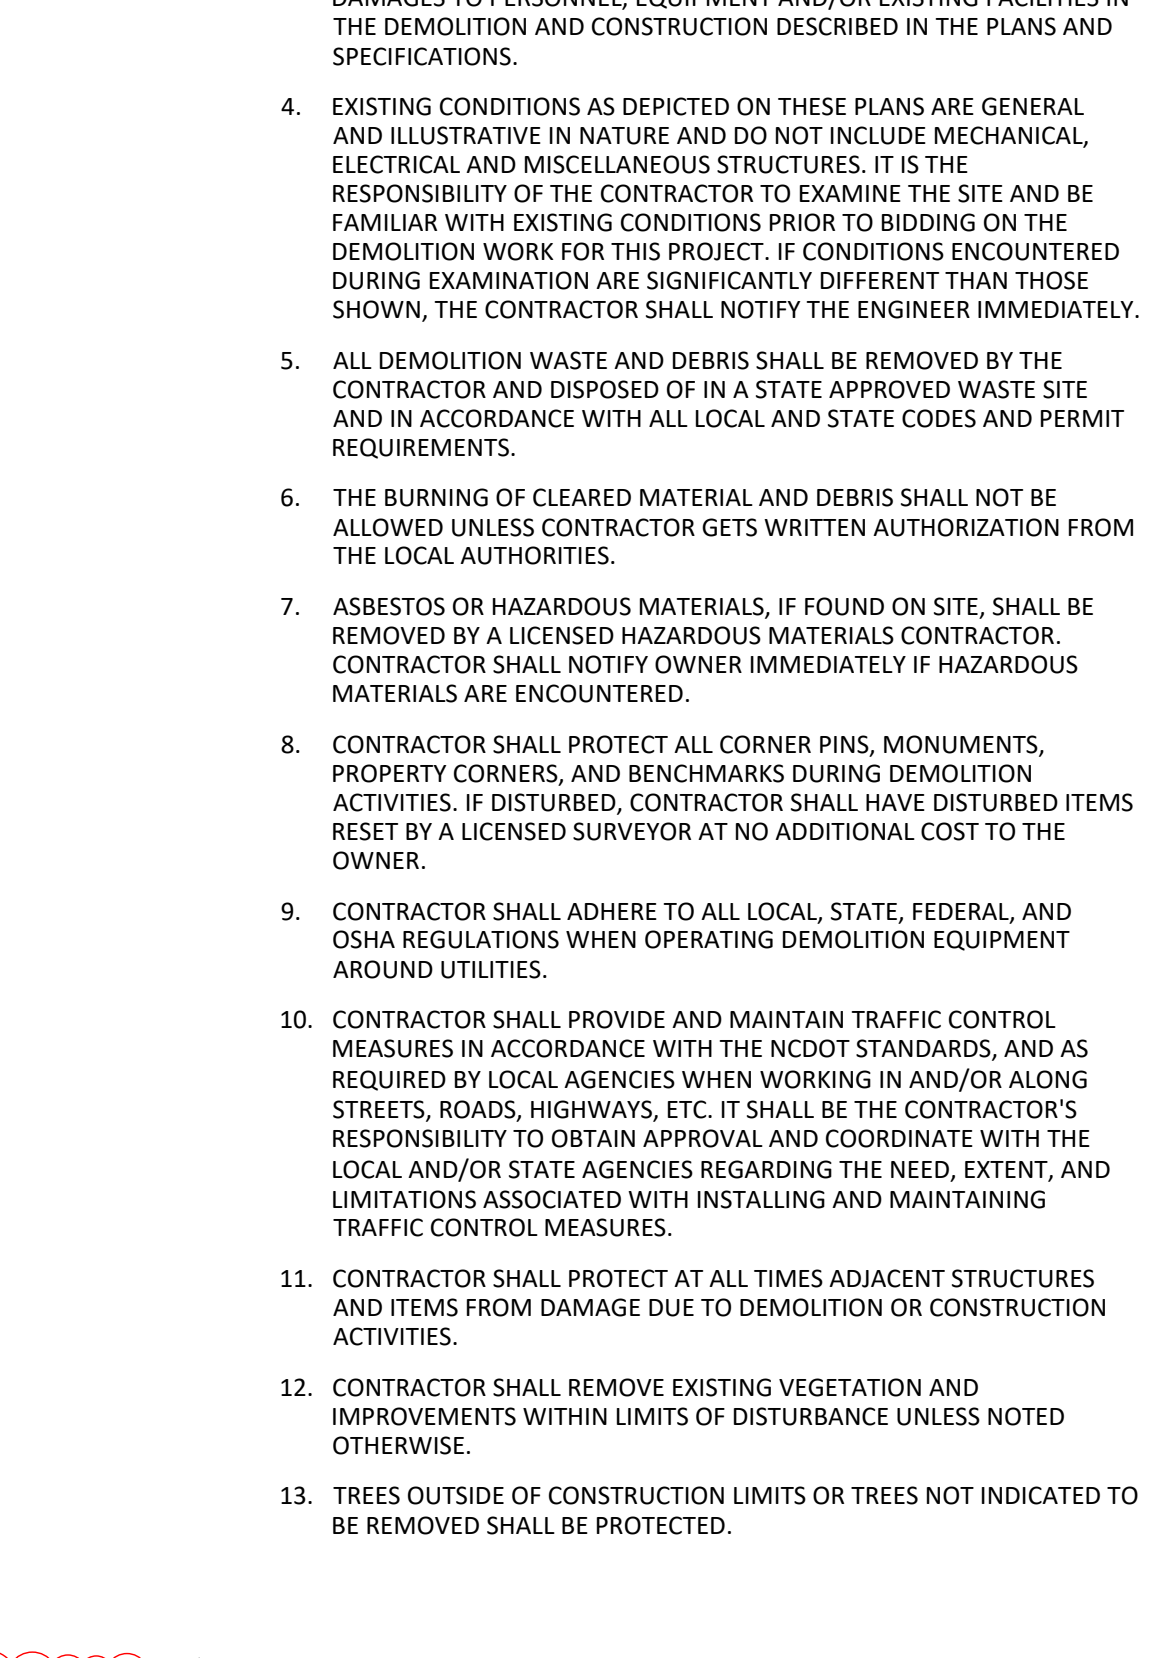 DAMAGES TO PERSONNEL, EQUIPMENT AND/OR EXISTING FACILITIES IN
THE DEMOLITION AND CONSTRUCTION DESCRIBED IN THE PLANS AND
SPECIFICATIONS.
4. EXISTING CONDITIONS AS DEPICTED ON THESE PLANS ARE GENERAL
AND ILLUSTRATIVE IN NATURE AND DO NOT INCLUDE MECHANICAL,
ELECTRICAL AND MISCELLANEOUS STRUCTURES. IT IS THE
RESPONSIBILITY OF THE CONTRACTOR TO EXAMINE THE SITE AND BE
FAMILIAR WITH EXISTING CONDITIONS PRIOR TO BIDDING ON THE
DEMOLITION WORK FOR THIS PROJECT. IF CONDITIONS ENCOUNTERED
DURING EXAMINATION ARE SIGNIFICANTLY DIFFERENT THAN THOSE
SHOWN, THE CONTRACTOR SHALL NOTIFY THE ENGINEER IMMEDIATELY.
5. ALL DEMOLITION WASTE AND DEBRIS SHALL BE REMOVED BY THE
CONTRACTOR AND DISPOSED OF IN A STATE APPROVED WASTE SITE
AND IN ACCORDANCE WITH ALL LOCAL AND STATE CODES AND PERMIT
REQUIREMENTS.
6. THE BURNING OF CLEARED MATERIAL AND DEBRIS SHALL NOT BE
ALLOWED UNLESS CONTRACTOR GETS WRITTEN AUTHORIZATION FROM
THE LOCAL AUTHORITIES.
7. ASBESTOS OR HAZARDOUS MATERIALS, IF FOUND ON SITE, SHALL BE
REMOVED BY A LICENSED HAZARDOUS MATERIALS CONTRACTOR.
CONTRACTOR SHALL NOTIFY OWNER IMMEDIATELY IF HAZARDOUS
MATERIALS ARE ENCOUNTERED.
8. CONTRACTOR SHALL PROTECT ALL CORNER PINS, MONUMENTS,
PROPERTY CORNERS, AND BENCHMARKS DURING DEMOLITION
ACTIVITIES. IF DISTURBED, CONTRACTOR SHALL HAVE DISTURBED ITEMS
RESET BY A LICENSED SURVEYOR AT NO ADDITIONAL COST TO THE
OWNER.
9. CONTRACTOR SHALL ADHERE TO ALL LOCAL, STATE, FEDERAL, AND
OSHA REGULATIONS WHEN OPERATING DEMOLITION EQUIPMENT
AROUND UTILITIES.
10. CONTRACTOR SHALL PROVIDE AND MAINTAIN TRAFFIC CONTROL
MEASURES IN ACCORDANCE WITH THE NCDOT STANDARDS, AND AS
REQUIRED BY LOCAL AGENCIES WHEN WORKING IN AND/OR ALONG
STREETS, ROADS, HIGHWAYS, ETC. IT SHALL BE THE CONTRACTOR'S
RESPONSIBILITY TO OBTAIN APPROVAL AND COORDINATE WITH THE
LOCAL AND/OR STATE AGENCIES REGARDING THE NEED, EXTENT, AND
LIMITATIONS ASSOCIATED WITH INSTALLING AND MAINTAINING
TRAFFIC CONTROL MEASURES.
11. CONTRACTOR SHALL PROTECT AT ALL TIMES ADJACENT STRUCTURES
AND ITEMS FROM DAMAGE DUE TO DEMOLITION OR CONSTRUCTION
ACTIVITIES.
12. CONTRACTOR SHALL REMOVE EXISTING VEGETATION AND
IMPROVEMENTS WITHIN LIMITS OF DISTURBANCE UNLESS NOTED
OTHERWISE.
13. TREES OUTSIDE OF CONSTRUCTION LIMITS OR TREES NOT INDICATED TO
BE REMOVED SHALL BE PROTECTED.